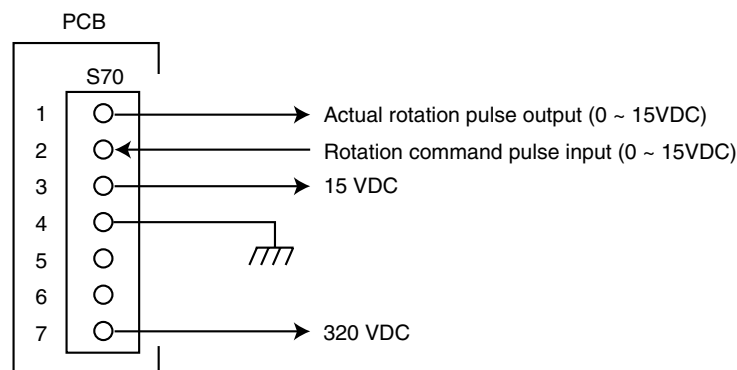 PCB
S70
1 Actual rotation pulse output (0 ~ 15VDC)
2 Rotation command pulse input (0 ~ 15VDC)
3 15 VDC
4
5
6
7 320 VDC